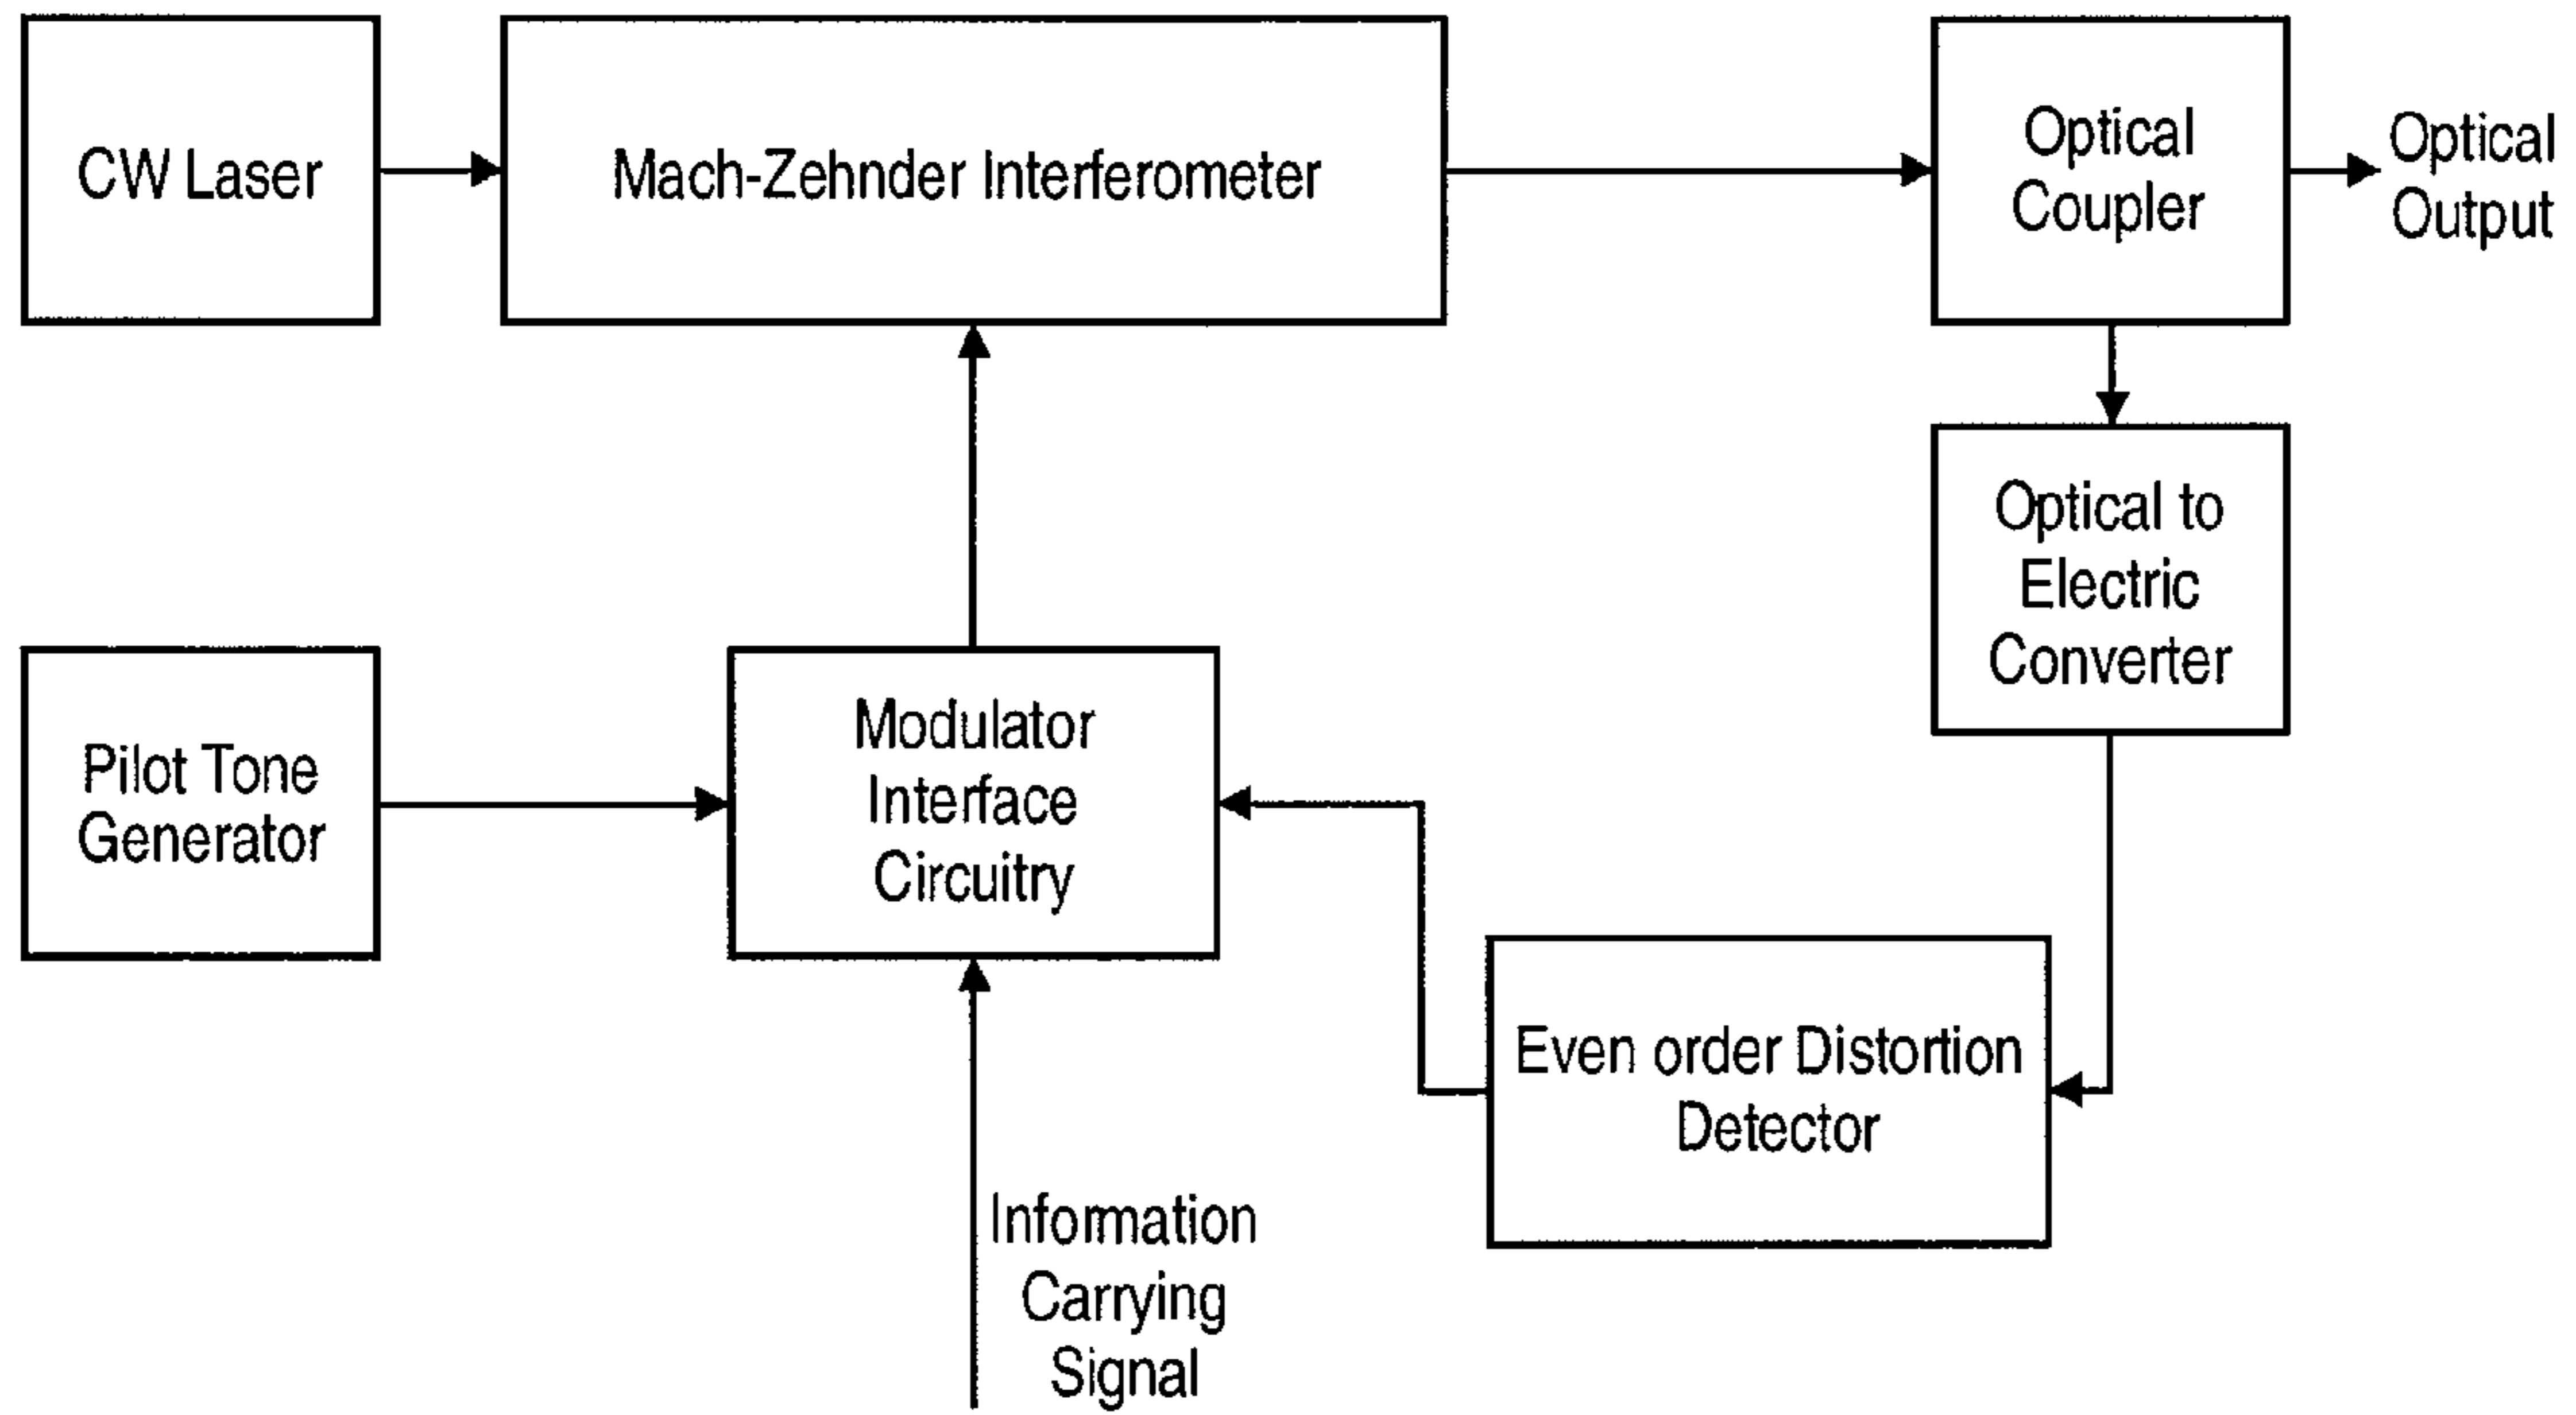 CW Laser
Mach-Zehnder Interferometer
Optical
Coupler
Optical
Output
Optical to
Electric
Converter
Pilot Tone
Generator
Modulator
Interface
Circuitry
Even order Distortion
Detector
Information
Carrying
Signal